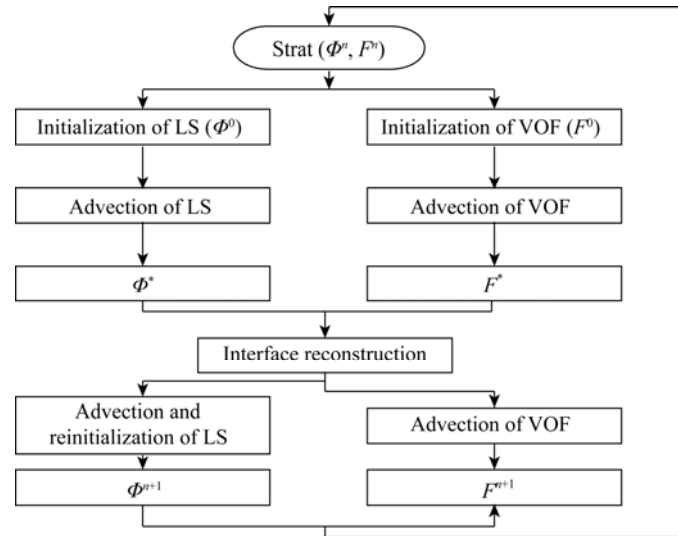 Strat (Φⁿ, Fⁿ)
Initialization of LS (Φ⁰)
Initialization of VOF (F⁰)
Advection of LS
Advection of VOF
Φ*
F*
Interface reconstruction
Advection and
reinitialization of LS
Advection of VOF
Φⁿ⁺¹
Fⁿ⁺¹